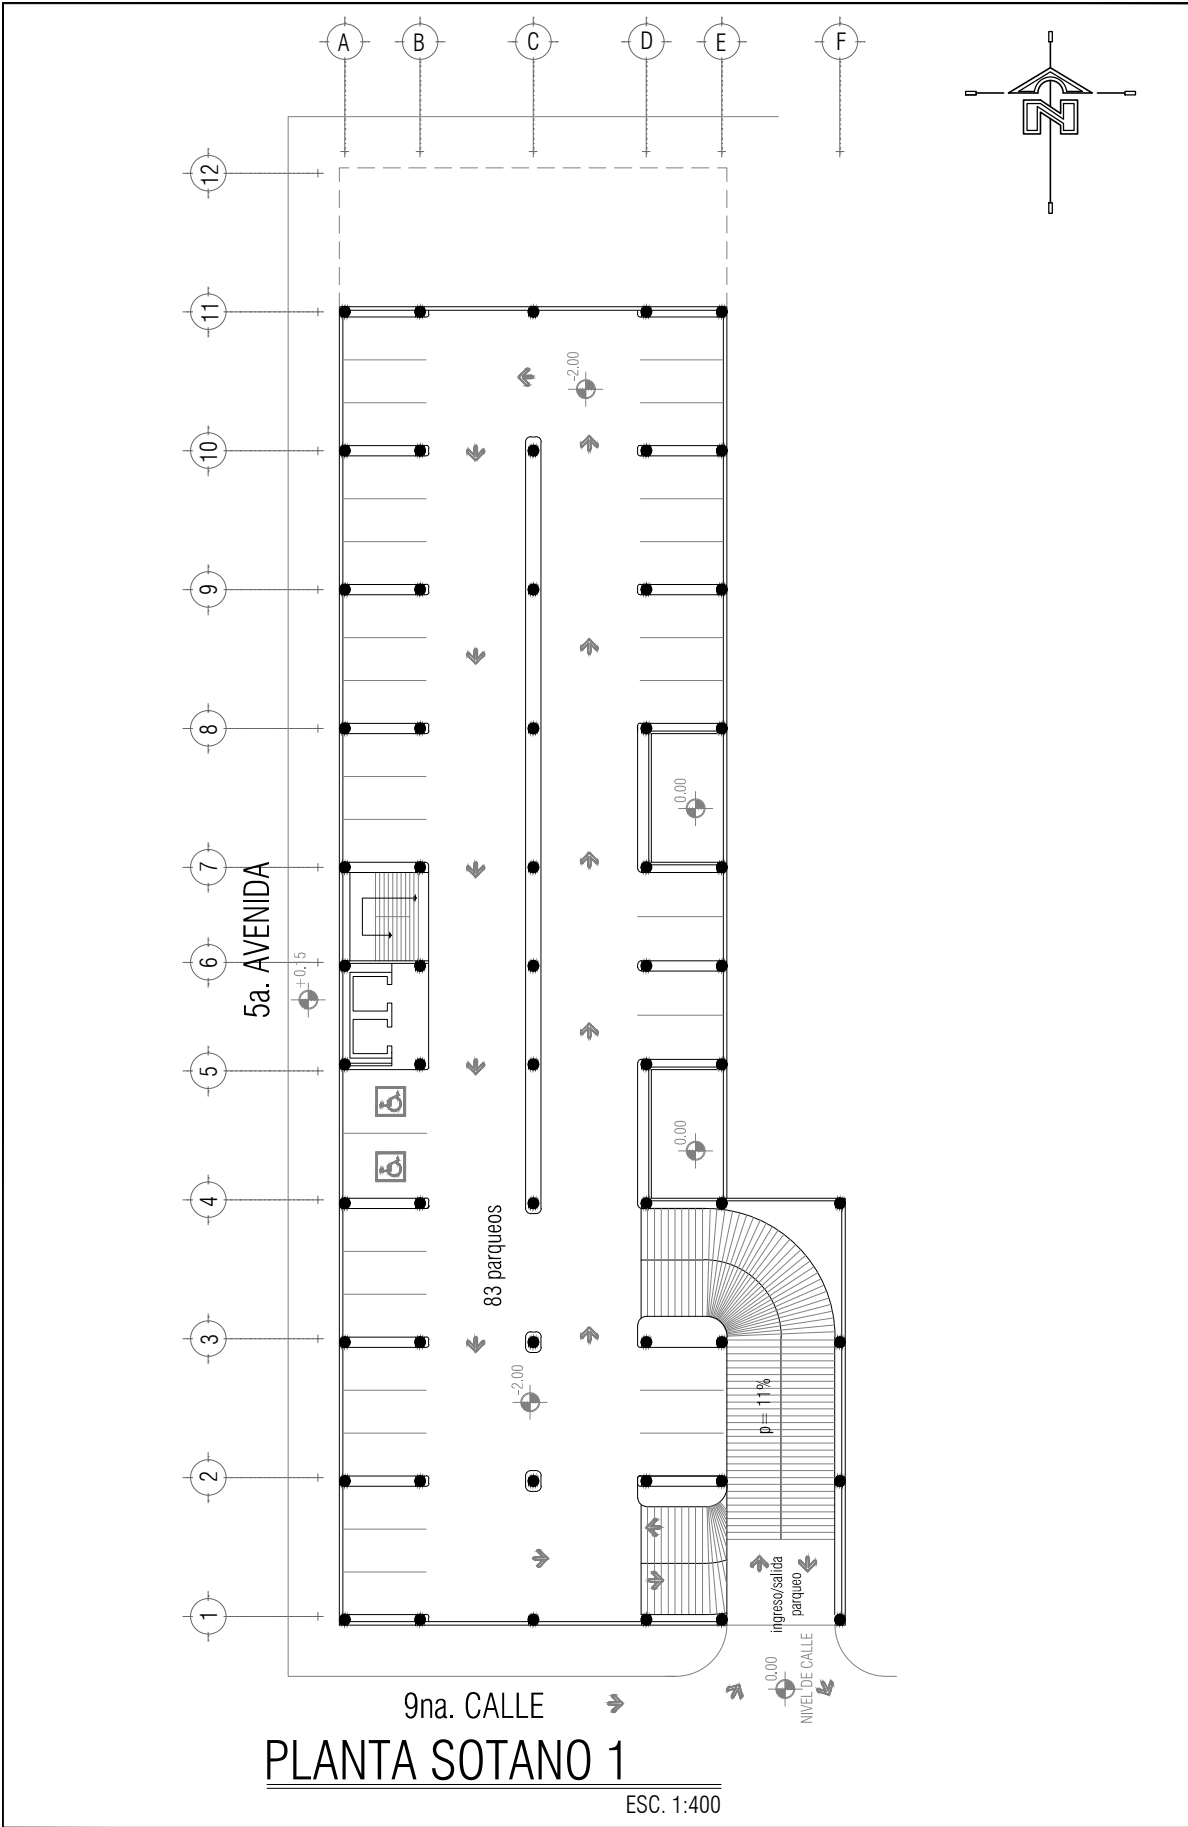 A B C D E F
N
12
11
-2.00
10
9
8
0.00
7
5a. AVENIDA
6
+0.15
5
0.00
4
83 parqueos
3
-2.00
p= 11%
2
ingreso/salida
parqueo
1
0.00
NIVEL DE CALLE
9na. CALLE
PLANTA SOTANO 1
ESC. 1:400